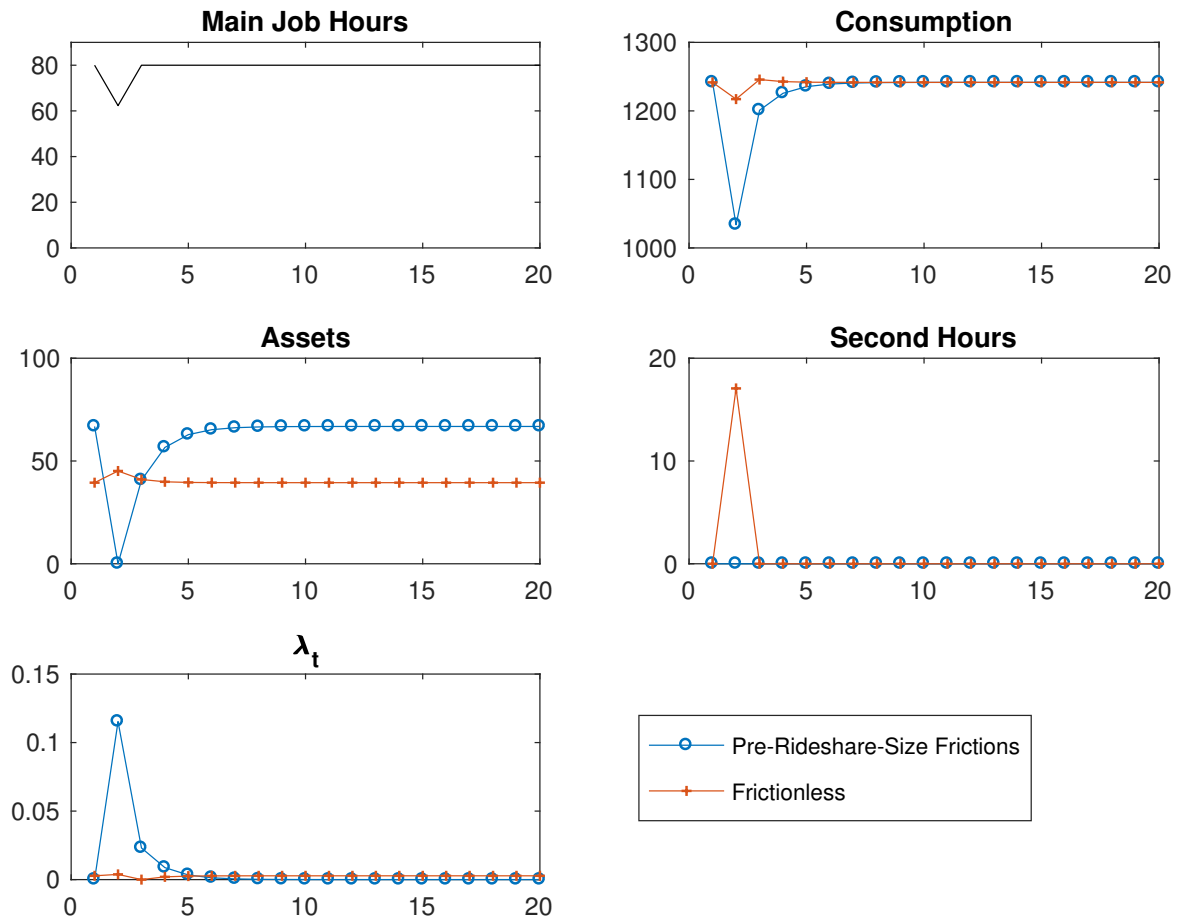 Main Job Hours
80
60
40
20
0
0 5 10 15 20
Consumption
1300
1200
1100
1000
0 5 10 15 20
Assets
100
50
0
0 5 10 15 20
Second Hours
20
10
0
0 5 10 15 20
λt
0.15
0.1
0.05
0
0 5 10 15 20
Pre-Rideshare-Size Frictions
Frictionless